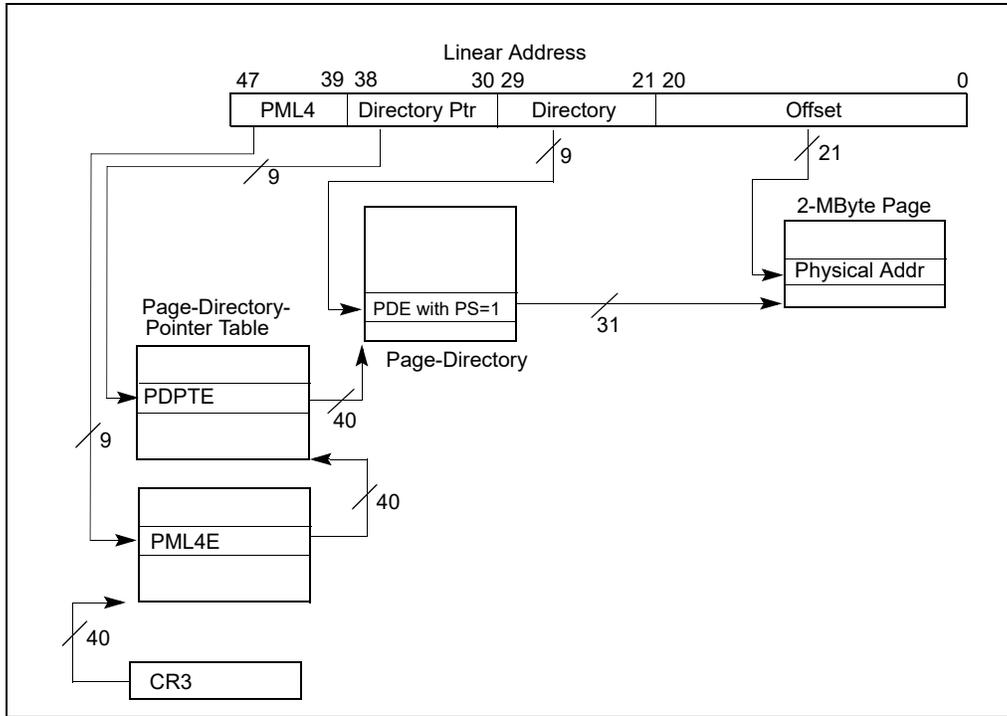 Linear Address
47 39 38 30 29 21 20 0
PML4 Directory Ptr Directory Offset
9 9 21
2-MByte Page
Physical Addr
PDE with PS=1
31
Page-Directory-
Pointer Table
Page-Directory
PDPTE
40
9
40
PML4E
40
CR3